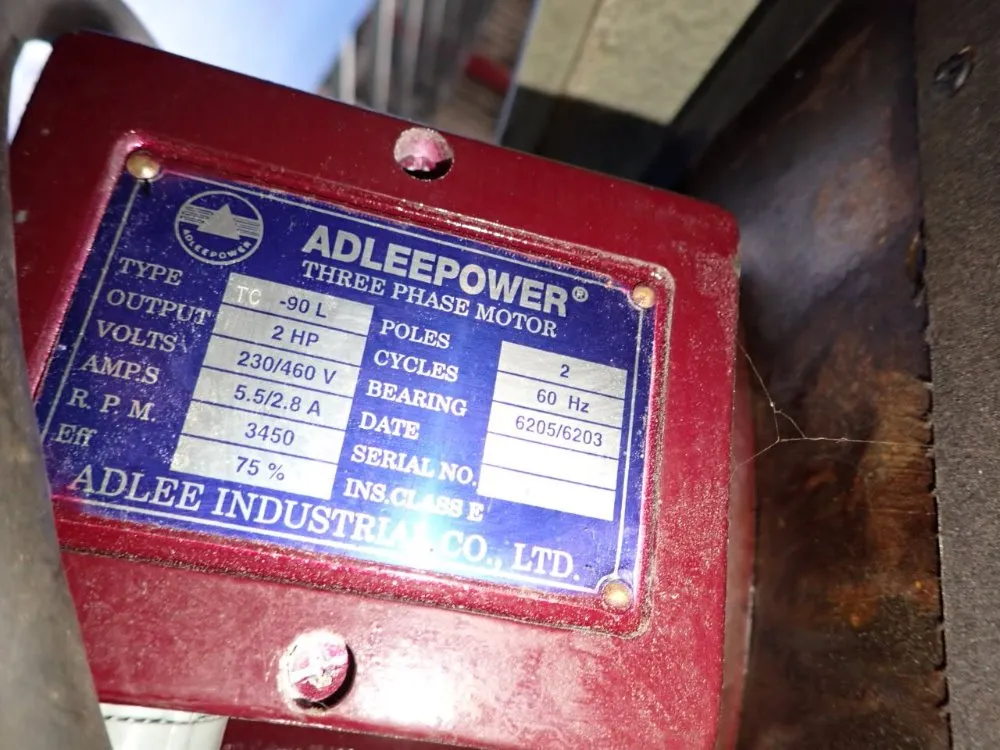 ADLEEPOWER
ADLEEPOWER®
THREE PHASE MOTOR
TYPE TC -90 L
OUTPUT 2 HP
VOLTS 230/460 V
AMP.S 5.5/2.8 A
R. P. M. 3450
Eff 75 %
POLES 2
CYCLES 60 Hz
BEARING 6205/6203
DATE
SERIAL NO.
INS.CLASS E
ADLEE INDUSTRIAL CO., LTD.